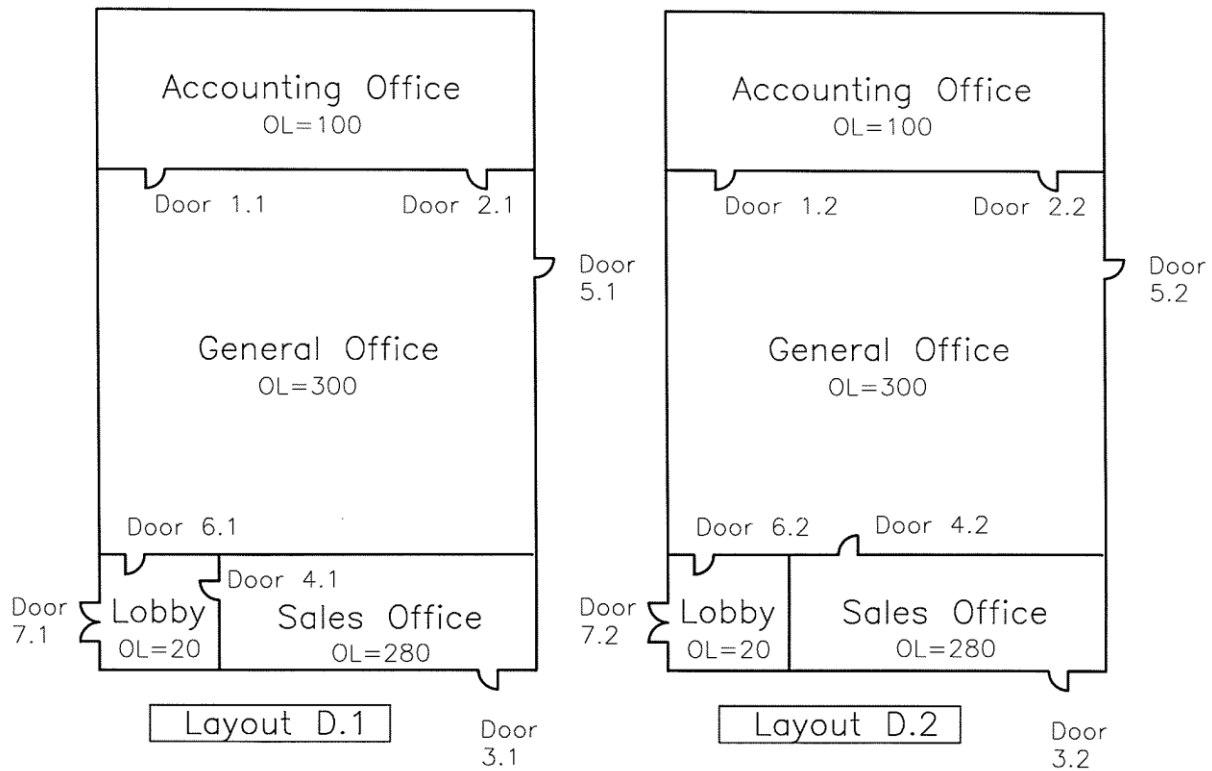 Accounting Office
OL=100
Door 1.1
Door 2.1
Door
5.1
General Office
OL=300
Door 6.1
Door 4.1
Door
7.1
Lobby
OL=20
Sales Office
OL=280
Layout D.1
Door
3.1
Accounting Office
OL=100
Door 1.2
Door 2.2
Door
5.2
General Office
OL=300
Door 6.2
Door 4.2
Door
7.2
Lobby
OL=20
Sales Office
OL=280
Layout D.2
Door
3.2